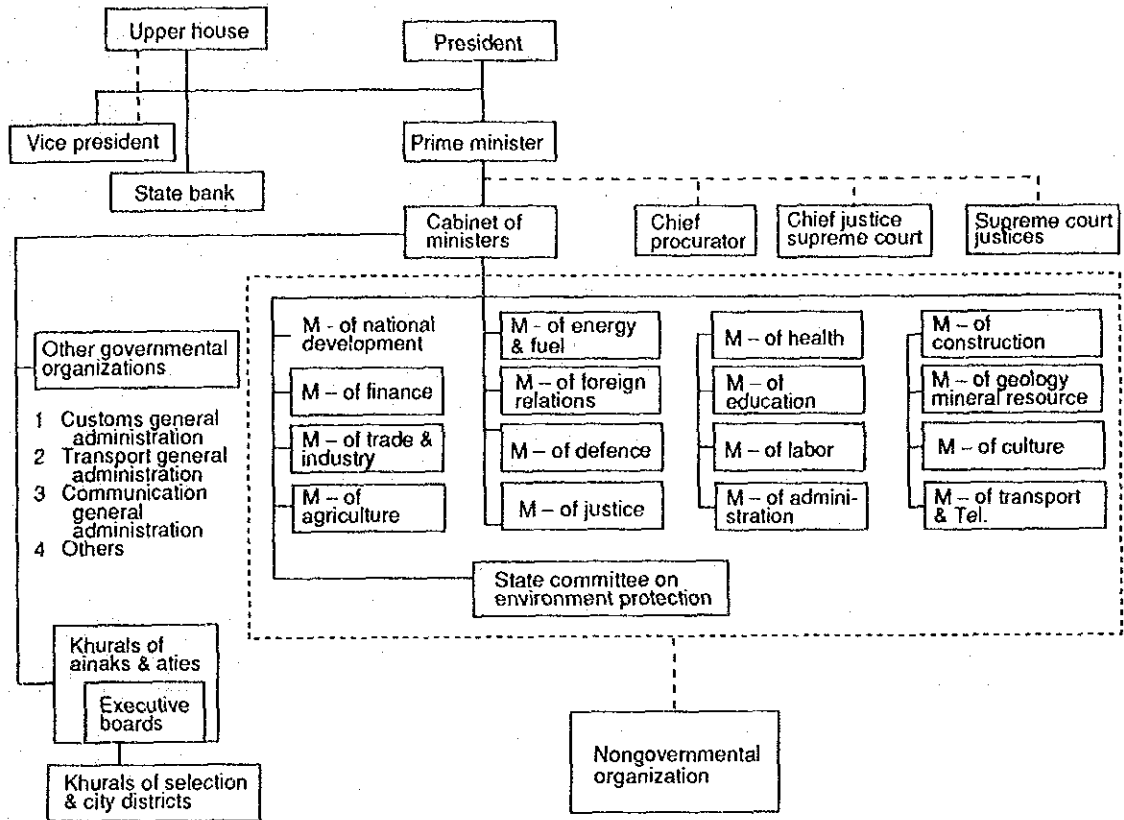 Upper house
President
Vice president
Prime minister
State bank
Cabinet of
ministers
Chief
procurator
Chief justice
supreme court
Supreme court
justices
Other governmental
organizations
1 Customs general
administration
2 Transport general
administration
3 Communication
general
administration
4 Others
M - of national
development
M – of finance
M – of trade &
industry
M – of
agriculture
M - of energy
& fuel
M – of foreign
relations
M – of defence
M – of justice
M – of health
M – of
education
M – of labor
M – of admini-
stration
M – of
construction
M – of geology
mineral resource
M – of culture
M – of transport
& Tel.
State committee on
environment protection
Khurals of
ainaks & aties
Executive
boards
Khurals of selection
& city districts
Nongovernmental
organization